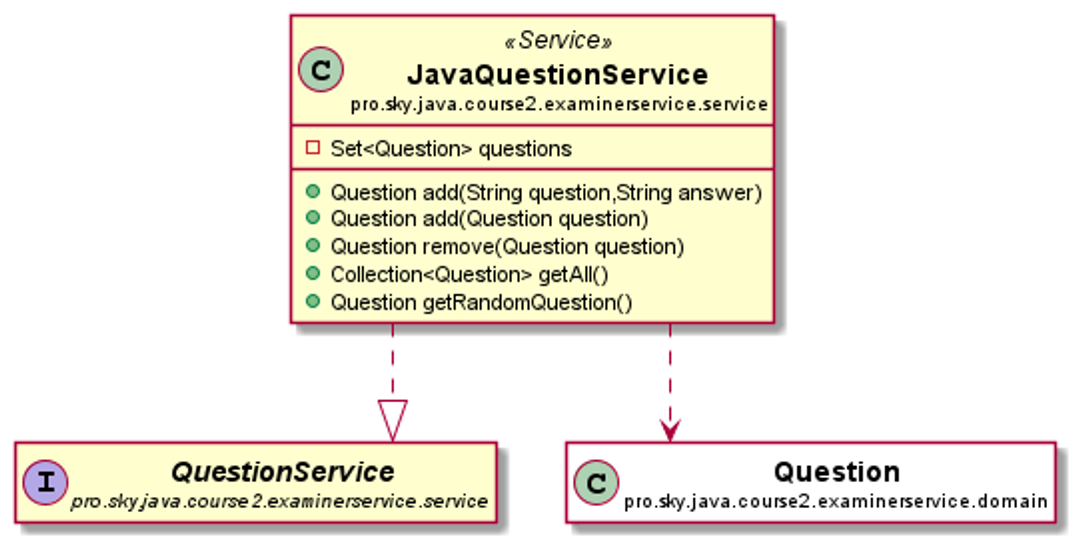 «Service»
C JavaQuestionService
pro.sky.java.course2.examinerservice.service
Set<Question> questions
Question add(String question,String answer)
Question add(Question question)
Question remove(Question question)
Collection<Question> getAll()
Question getRandomQuestion()
I QuestionService
pro.sky.java.course2.examinerservice.service
C Question
pro.sky.java.course2.examinerservice.domain